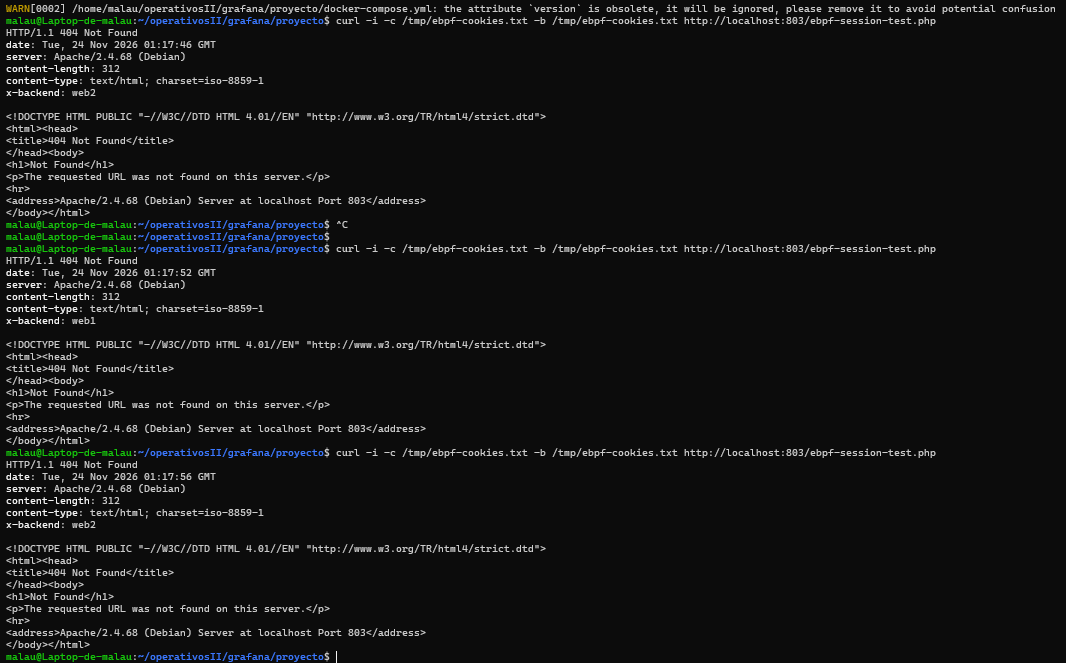 WARN[0002] /home/malau/operativosII/grafana/proyecto/docker-compose.yml: the attribute `version` is obsolete, it will be ignored, please remove it to avoid potential confusion
malau@Laptop-de-malau:~/operativosII/grafana/proyecto$ curl -i -c /tmp/ebpf-cookies.txt -b /tmp/ebpf-cookies.txt http://localhost:803/ebpf-session-test.php
HTTP/1.1 404 Not Found
date: Tue, 24 Nov 2026 01:17:46 GMT
server: Apache/2.4.68 (Debian)
content-length: 312
content-type: text/html; charset=iso-8859-1
x-backend: web2

<!DOCTYPE HTML PUBLIC "-//W3C//DTD HTML 4.01//EN" "http://www.w3.org/TR/html4/strict.dtd">
<html><head>
<title>404 Not Found</title>
</head><body>
<h1>Not Found</h1>
<p>The requested URL was not found on this server.</p>
<hr>
<address>Apache/2.4.68 (Debian) Server at localhost Port 803</address>
</body></html>
malau@Laptop-de-malau:~/operativosII/grafana/proyecto$ ^C
malau@Laptop-de-malau:~/operativosII/grafana/proyecto$
malau@Laptop-de-malau:~/operativosII/grafana/proyecto$ curl -i -c /tmp/ebpf-cookies.txt -b /tmp/ebpf-cookies.txt http://localhost:803/ebpf-session-test.php
HTTP/1.1 404 Not Found
date: Tue, 24 Nov 2026 01:17:52 GMT
server: Apache/2.4.68 (Debian)
content-length: 312
content-type: text/html; charset=iso-8859-1
x-backend: web1

<!DOCTYPE HTML PUBLIC "-//W3C//DTD HTML 4.01//EN" "http://www.w3.org/TR/html4/strict.dtd">
<html><head>
<title>404 Not Found</title>
</head><body>
<h1>Not Found</h1>
<p>The requested URL was not found on this server.</p>
<hr>
<address>Apache/2.4.68 (Debian) Server at localhost Port 803</address>
</body></html>
malau@Laptop-de-malau:~/operativosII/grafana/proyecto$ curl -i -c /tmp/ebpf-cookies.txt -b /tmp/ebpf-cookies.txt http://localhost:803/ebpf-session-test.php
HTTP/1.1 404 Not Found
date: Tue, 24 Nov 2026 01:17:56 GMT
server: Apache/2.4.68 (Debian)
content-length: 312
content-type: text/html; charset=iso-8859-1
x-backend: web2

<!DOCTYPE HTML PUBLIC "-//W3C//DTD HTML 4.01//EN" "http://www.w3.org/TR/html4/strict.dtd">
<html><head>
<title>404 Not Found</title>
</head><body>
<h1>Not Found</h1>
<p>The requested URL was not found on this server.</p>
<hr>
<address>Apache/2.4.68 (Debian) Server at localhost Port 803</address>
</body></html>
malau@Laptop-de-malau:~/operativosII/grafana/proyecto$